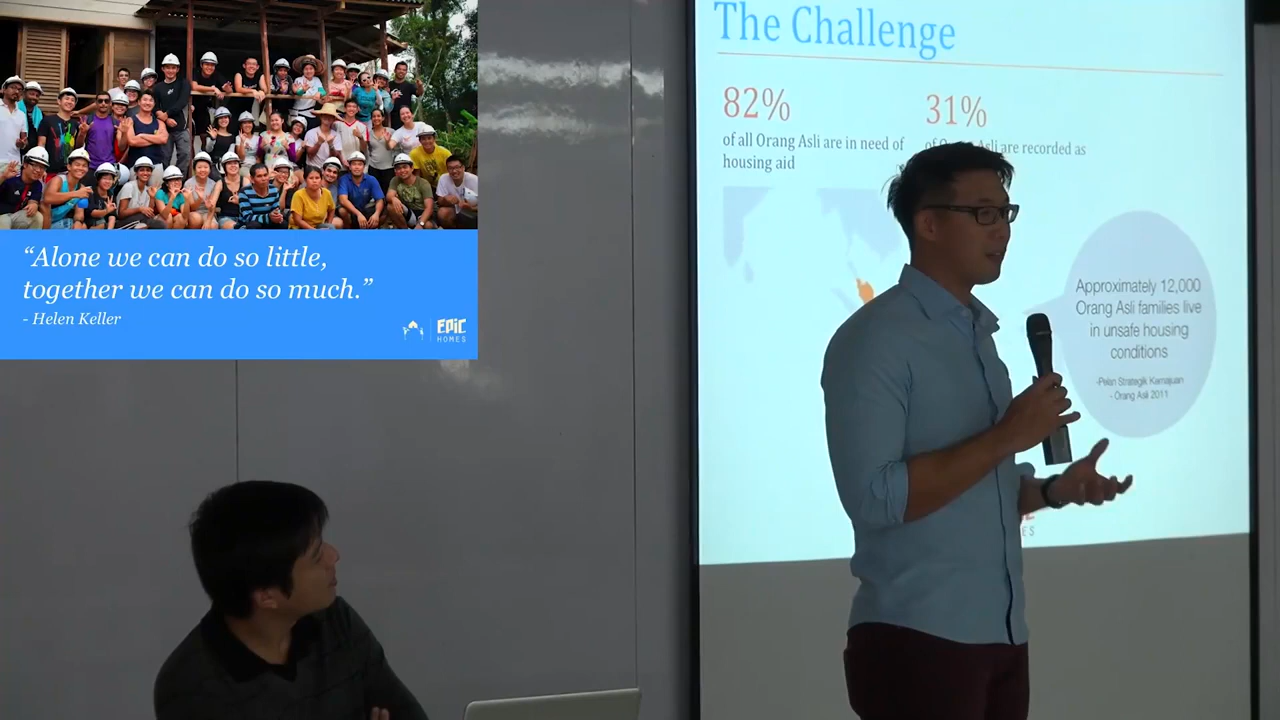 “Alone we can do so little,
together we can do so much.”
- Helen Keller
EPIC
HOMES
The Challenge
82%
of all Orang Asli are in need of
housing aid
31%
Asli are recorded as
Approximately 12,000
Orang Asli families live
in unsafe housing
conditions
-Pelan Strategik Kemajuan
- Orang Asli 2011